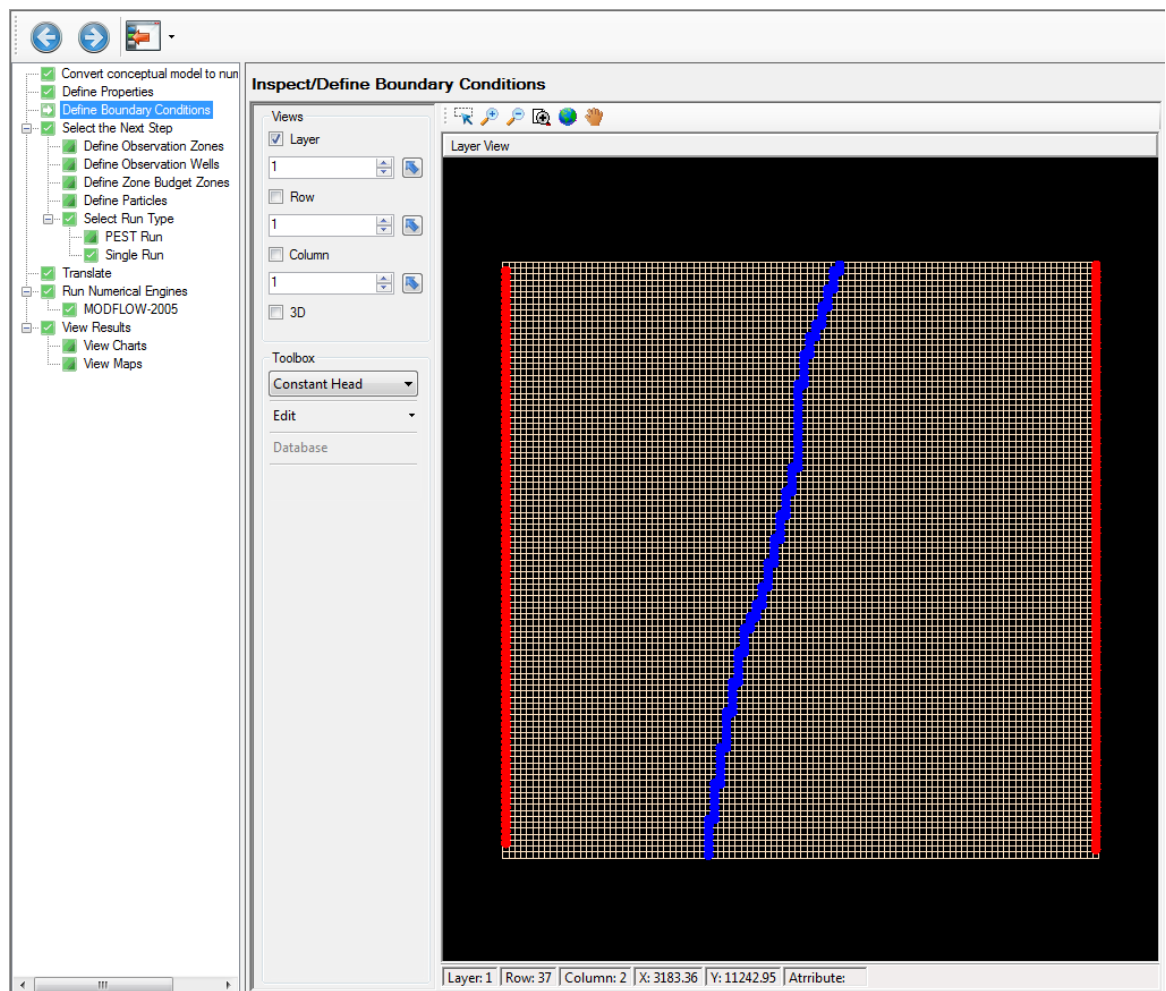 Convert conceptual model to num
Define Properties
Define Boundary Conditions
Select the Next Step
Define Observation Zones
Define Observation Wells
Define Zone Budget Zones
Define Particles
Select Run Type
PEST Run
Single Run
Translate
Run Numerical Engines
MODFLOW-2005
View Results
View Charts
View Maps
Inspect/Define Boundary Conditions
Views
Layer
1
Row
1
Column
1
3D
Toolbox
Constant Head
Edit
Database
Layer View
Layer: 1 Row: 37 Column: 2 X: 3183.36 Y: 11242.95 Atrribute: